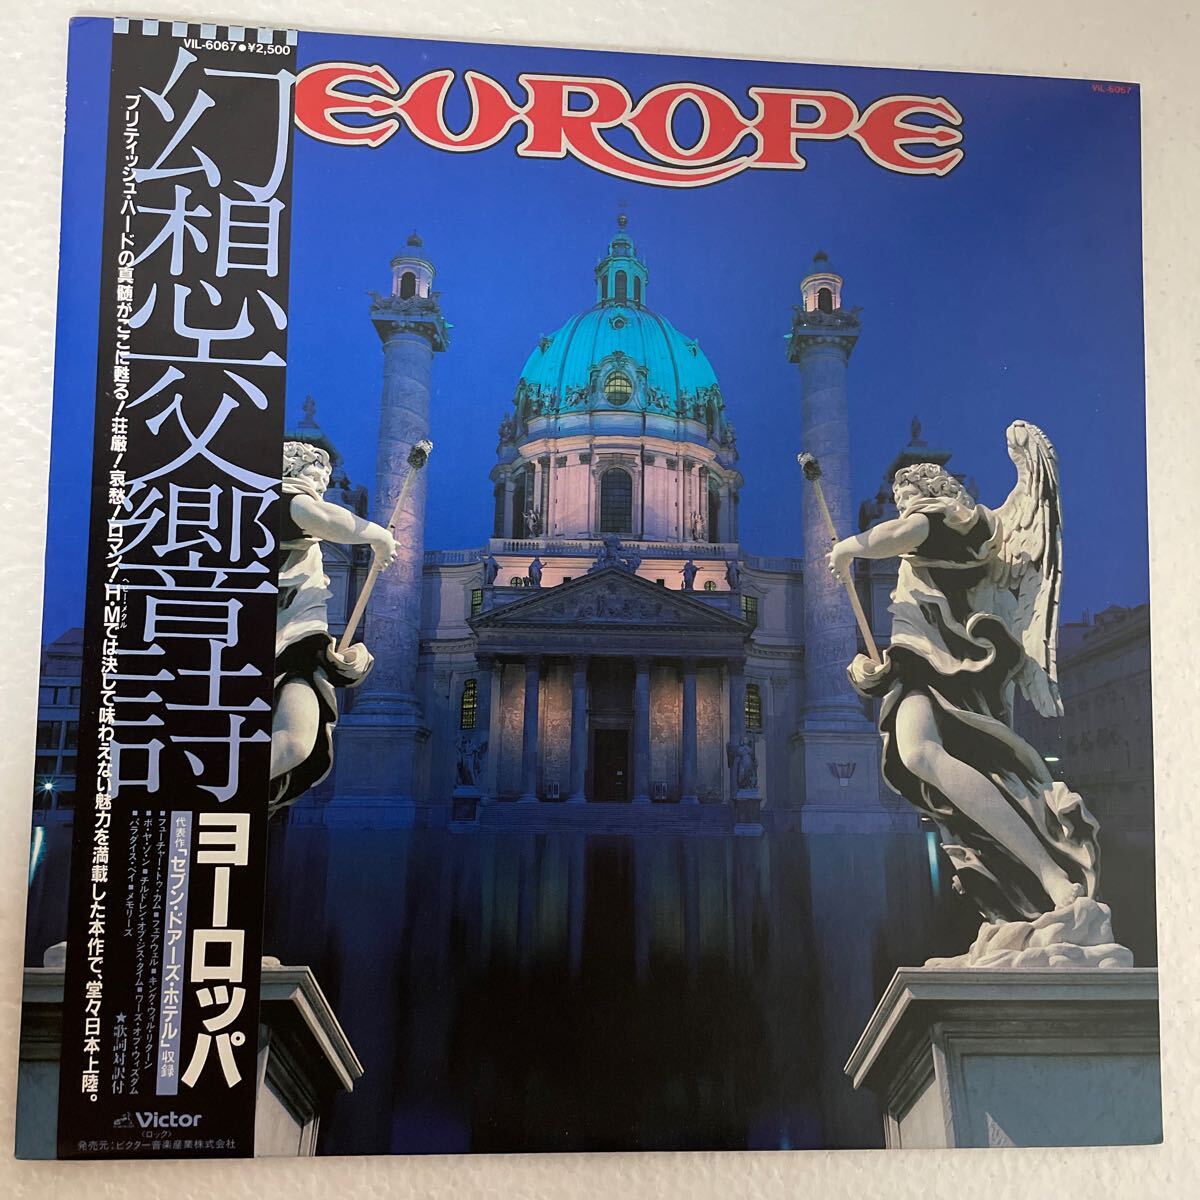 VIL-6067●¥2,500
幻想交響詩
ブリティッシュ・ハードの真髄がここに甦る!荘厳!哀愁!ロマン!H・Mでは決して味わえない魅力を満載した本作で、堂々日本上陸。
ヘビー・メタル
ヨーロッパ
代表作「セブン・ドアーズ・ホテル」収録
■フューチャー・トゥ・カム■フェアウェル■キング・ウィル・リターン
■ボ・ヤ・ソ・ン■チルドレン・オブ・ジス・タイム■ワーズ・オブ・ウィズダム
■パラダイス・ベイ■メモリーズ
★歌詞対訳付
Victor
〈ロック〉
発売元:ビクター音楽産業株式会社
EUROPE
VIL-6067